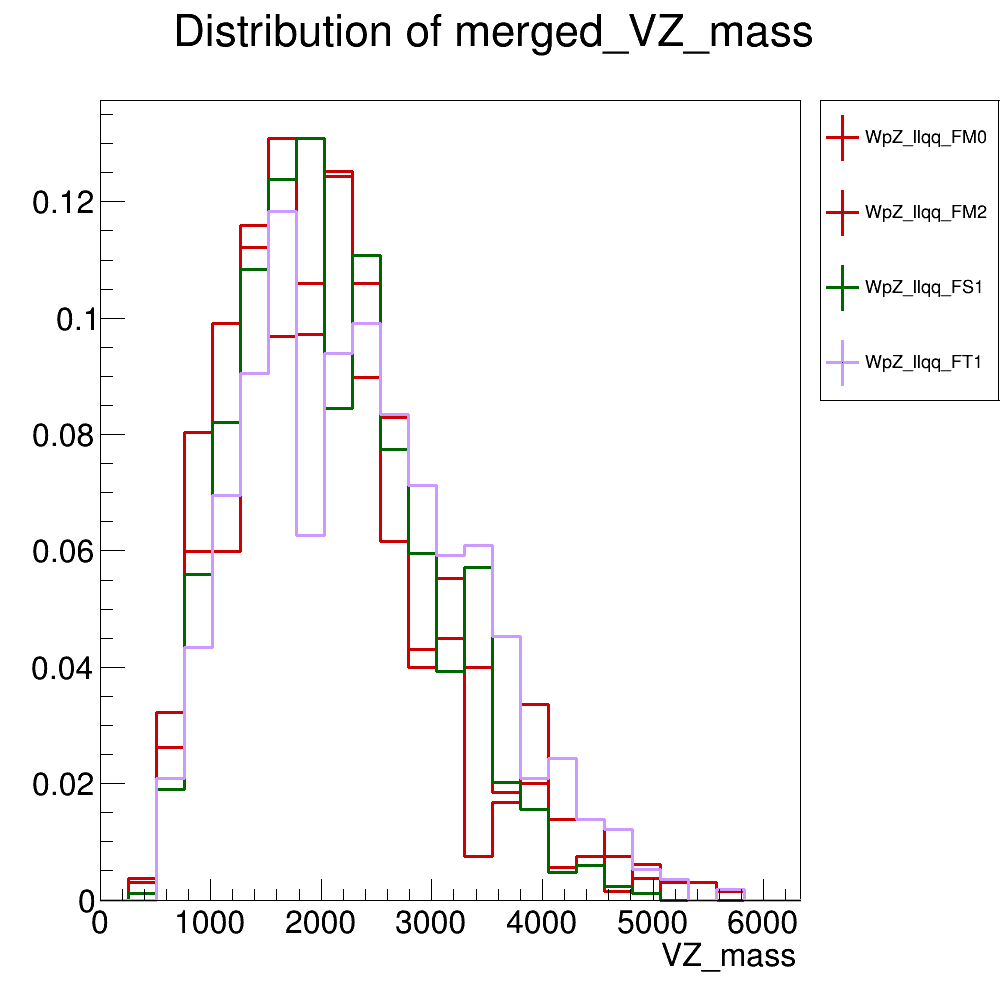 Distribution of merged_VZ_mass
WpZ_llqq_FM0
WpZ_llqq_FM2
WpZ_llqq_FS1
WpZ_llqq_FT1
0.12
0.1
0.08
0.06
0.04
0.02
0
0 1000 2000 3000 4000 5000 6000
VZ_mass